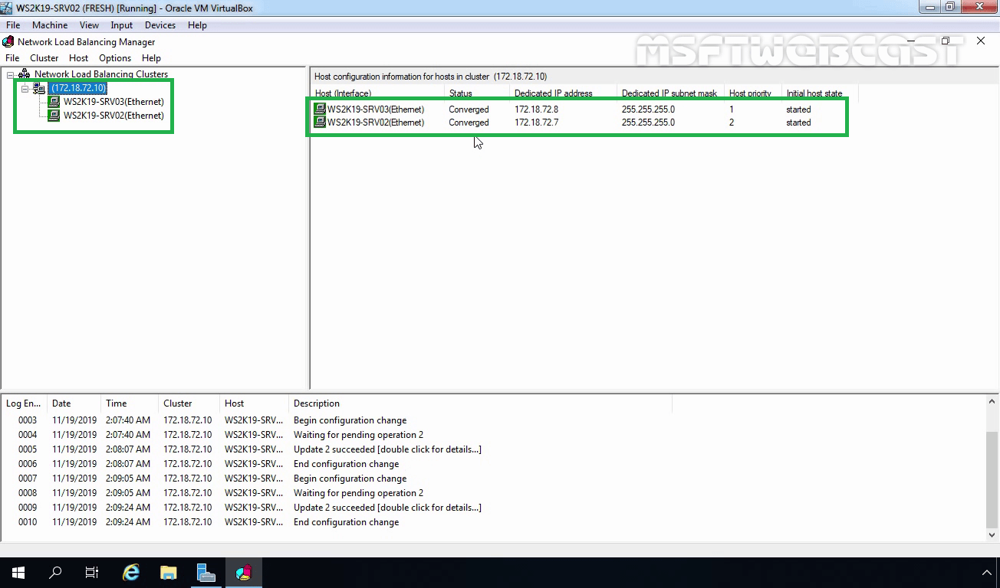 WS2K19-SRV02 (FRESH) [Running] - Oracle VM VirtualBox
File Machine View Input Devices Help
Network Load Balancing Manager
MSFTWEBCAST
File Cluster Host Options Help
Network Load Balancing Clusters
(172.18.72.10)
WS2K19-SRV03(Ethernet)
WS2K19-SRV02(Ethernet)
Host configuration information for hosts in cluster (172.18.72.10)
Host (Interface) Status Dedicated IP address Dedicated IP subnet mask Host priority Initial host state
WS2K19-SRV03(Ethernet) Converged 172.18.72.8 255.255.255.0 1 started
WS2K19-SRV02(Ethernet) Converged 172.18.72.7 255.255.255.0 2 started
Log En... Date Time Cluster Host Description
0003 11/19/2019 2:07:40 AM 172.18.72.10 WS2K19-SRV... Begin configuration change
0004 11/19/2019 2:07:40 AM 172.18.72.10 WS2K19-SRV... Waiting for pending operation 2
0005 11/19/2019 2:08:07 AM 172.18.72.10 WS2K19-SRV... Update 2 succeeded [double click for details...]
0006 11/19/2019 2:08:07 AM 172.18.72.10 WS2K19-SRV... End configuration change
0007 11/19/2019 2:09:05 AM 172.18.72.10 WS2K19-SRV... Begin configuration change
0008 11/19/2019 2:09:05 AM 172.18.72.10 WS2K19-SRV... Waiting for pending operation 2
0009 11/19/2019 2:09:24 AM 172.18.72.10 WS2K19-SRV... Update 2 succeeded [double click for details...]
0010 11/19/2019 2:09:24 AM 172.18.72.10 WS2K19-SRV... End configuration change